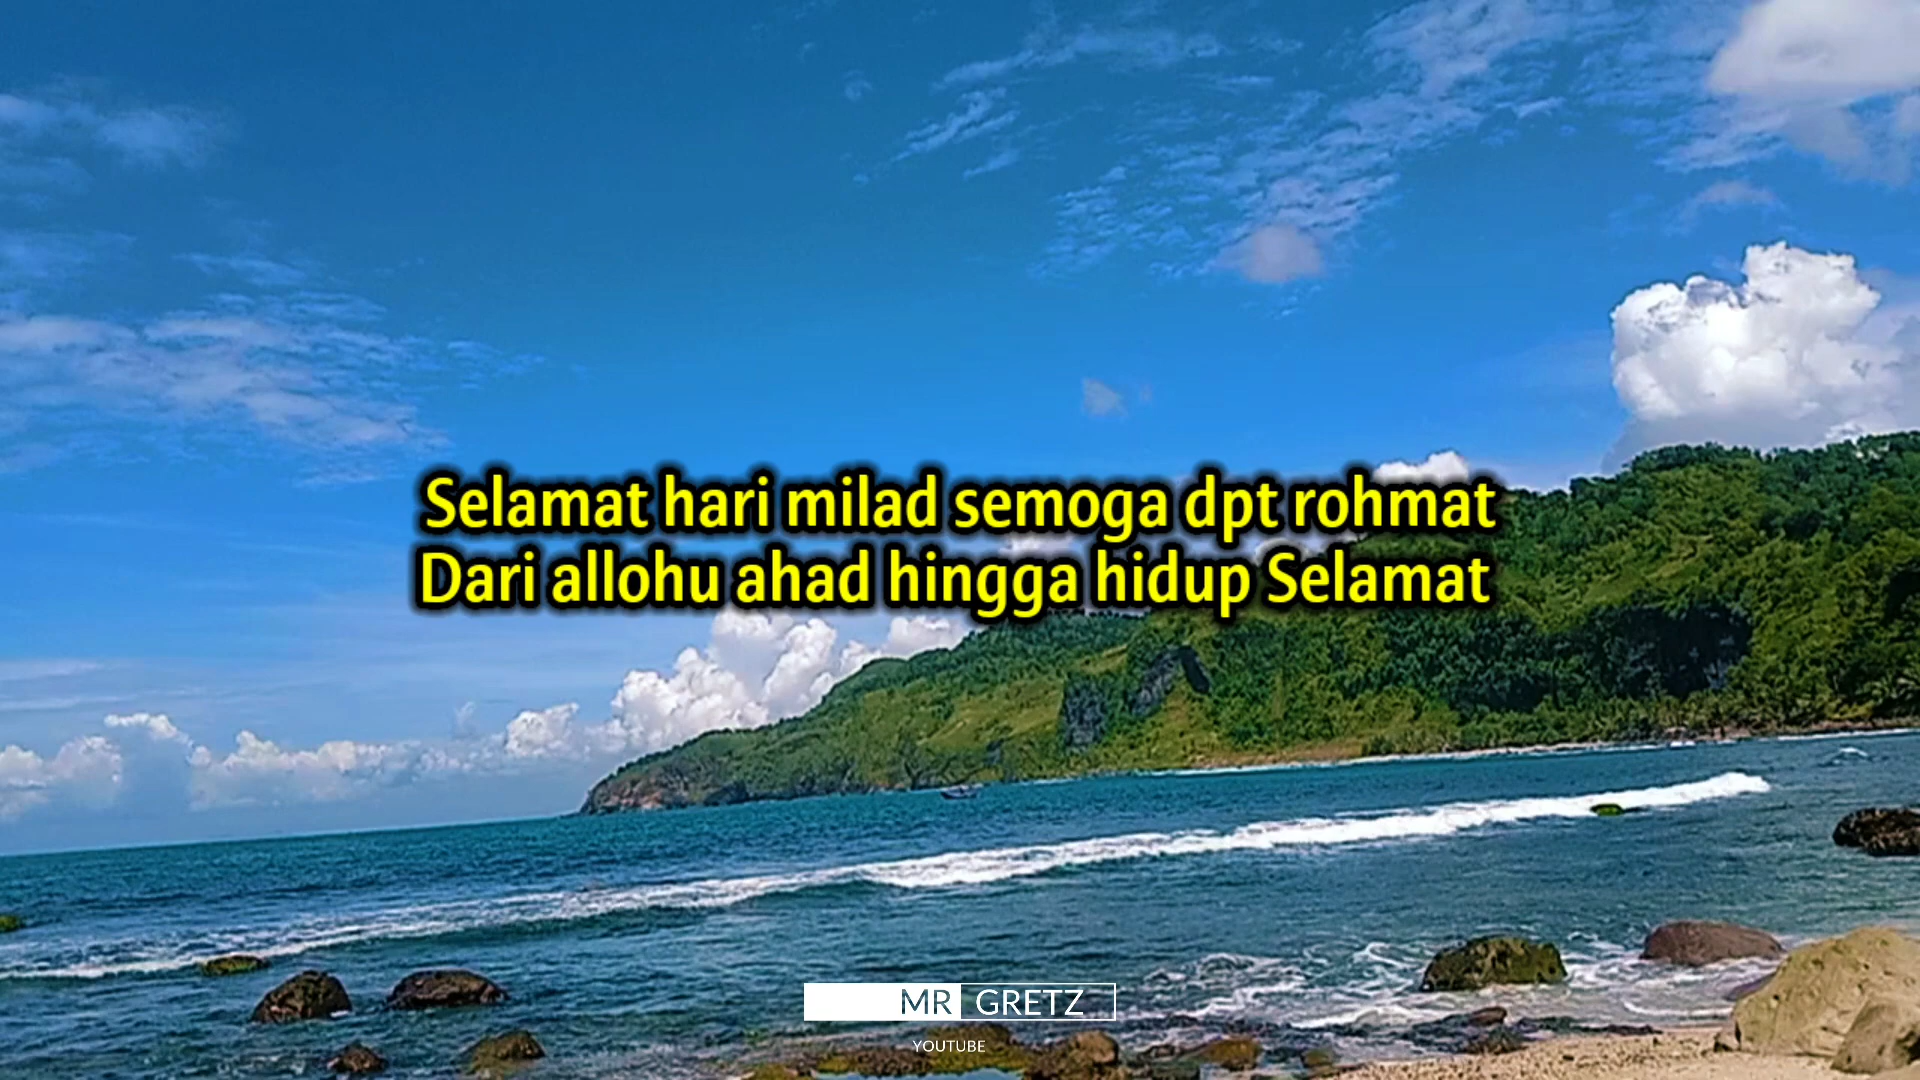 Selamat hari milad semoga dpt rohmat
Dari allohu ahad hingga hidup Selamat
MR GRETZ
YOUTUBE